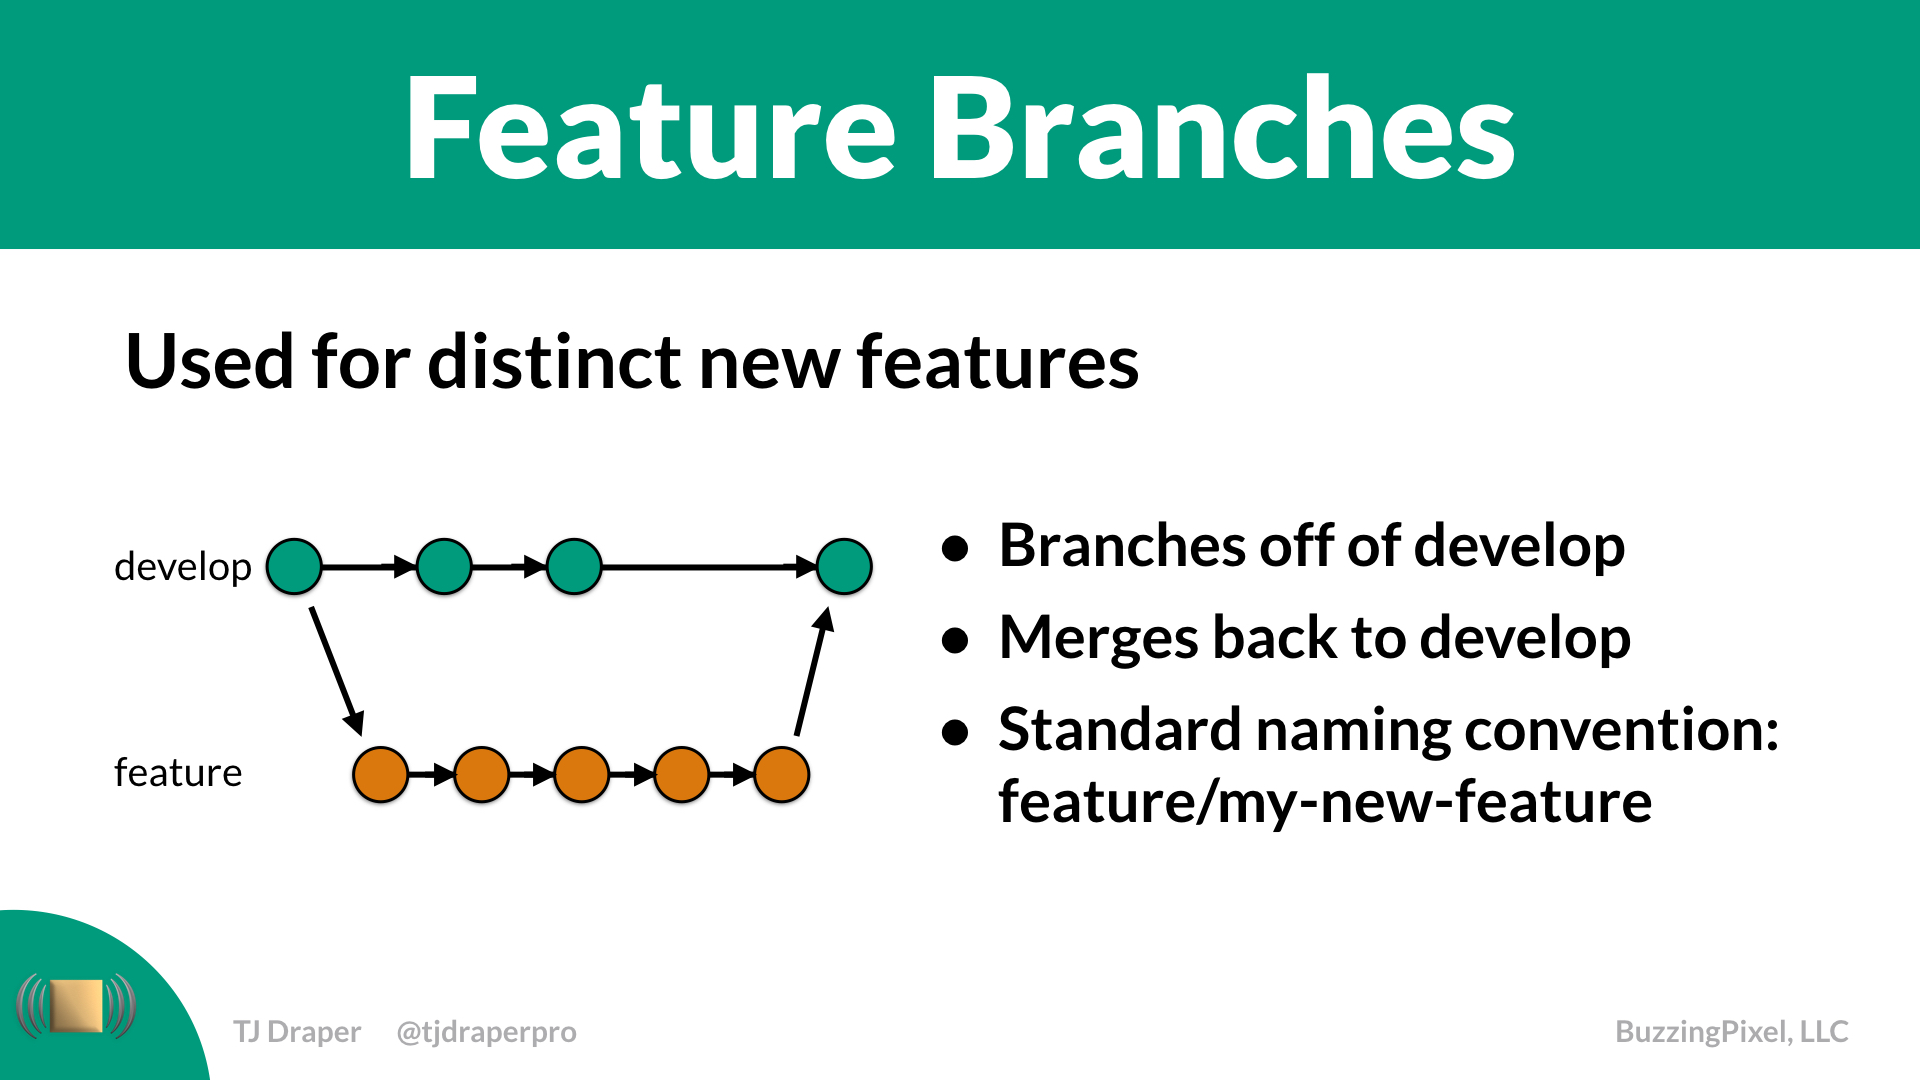 Feature Branches
Used for distinct new features
develop
feature
• Branches off of develop
• Merges back to develop
• Standard naming convention:
feature/my-new-feature
TJ Draper @tjdraperpro
BuzzingPixel, LLC